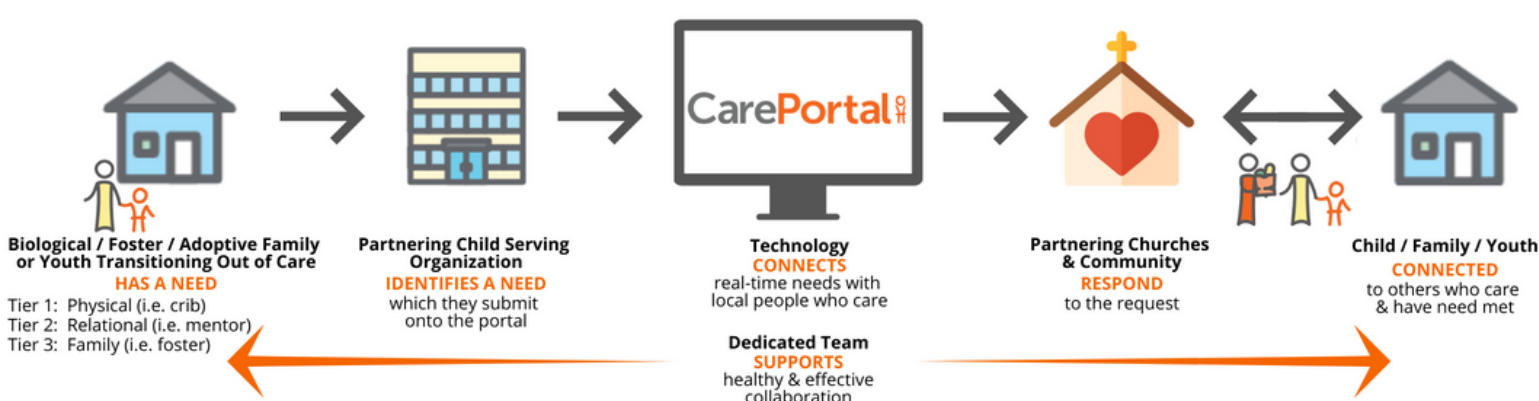 CarePortal
Biological / Foster / Adoptive Family
or Youth Transitioning Out of Care
HAS A NEED
Tier 1: Physical (i.e. crib)
Tier 2: Relational (i.e. mentor)
Tier 3: Family (i.e. foster)
Partnering Child Serving
Organization
IDENTIFIES A NEED
which they submit
onto the portal
Technology
CONNECTS
real-time needs with
local people who care
Partnering Churches
& Community
RESPOND
to the request
Child / Family / Youth
CONNECTED
to others who care
& have need met
Dedicated Team
SUPPORTS
healthy & effective
collaboration